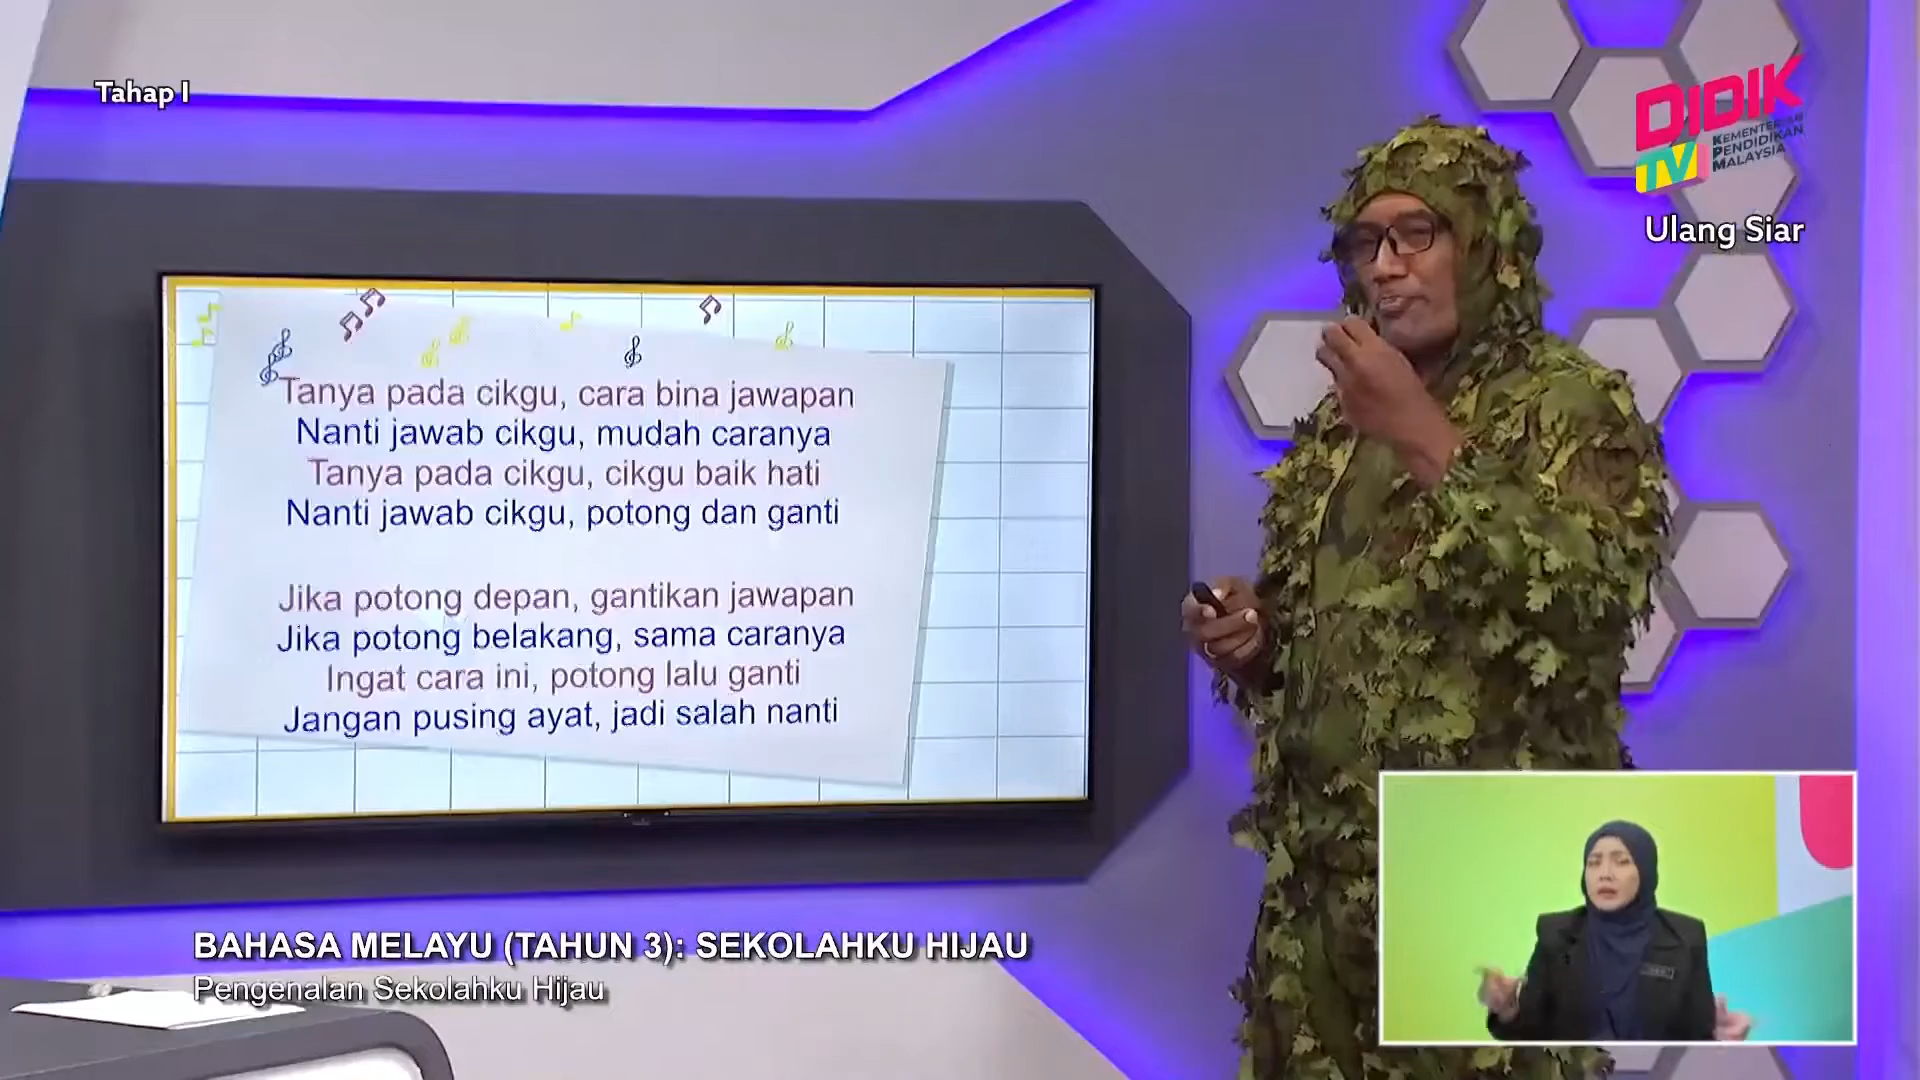 Tahap I
DIDIK
TV
KEMENTERIAN
PENDIDIKAN
MALAYSIA
Ulang Siar
Tanya pada cikgu, cara bina jawapan
Nanti jawab cikgu, mudah caranya
Tanya pada cikgu, cikgu baik hati
Nanti jawab cikgu, potong dan ganti
Jika potong depan, gantikan jawapan
Jika potong belakang, sama caranya
Ingat cara ini, potong lalu ganti
Jangan pusing ayat, jadi salah nanti
BAHASA MELAYU (TAHUN 3): SEKOLAHKU HIJAU
Pengenalan Sekolahku Hijau